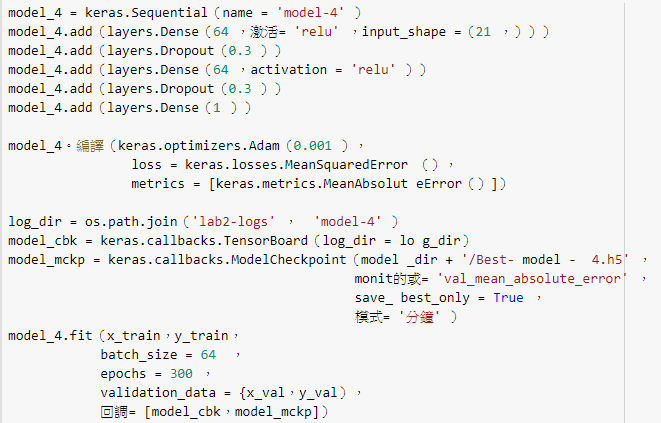 model_4 = keras.Sequential（name = 'model-4' ）
model_4.add（layers.Dense（64 ，激活= 'relu' ，input_shape =（21 ，）））
model_4.add（layers.Dropout（0.3 ））
model_4.add（layers.Dense（64 ，activation = 'relu' ））
model_4.add（layers.Dropout（0.3 ））
model_4.add（layers.Dense（1 ））
model_4。編譯（keras.optimizers.Adam（0.001 ），
loss = keras.losses.MeanSquaredError （），
metrics = [keras.metrics.MeanAbsolut eError（）]）
log_dir = os.path.join（'lab2-logs' ， 'model-4' ）
model_cbk = keras.callbacks.TensorBoard（log_dir = lo g_dir）
model_mckp = keras.callbacks.ModelCheckpoint（model _dir + '/Best- model - 4.h5' ，
monit的或= 'val_mean_absolute_error' ，
save_ best_only = True ，
模式= '分鐘' ）
model_4.fit（x_train，y_train，
batch_size = 64 ，
epochs = 300 ，
validation_data = {x_val，y_val），
回調= [model_cbk，model_mckp]）